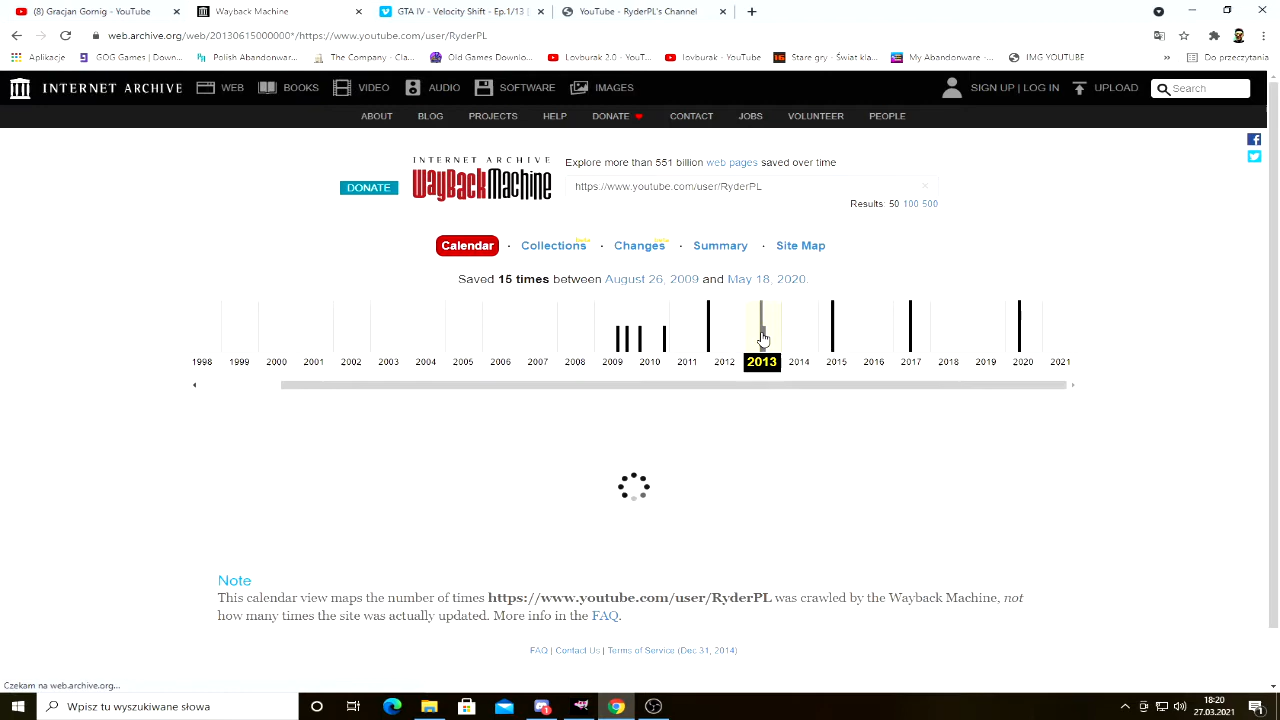 (8) Gracjan Gornig - YouTube
Wayback Machine
GTA IV - Velocity Shift - Ep.1/13 [
YouTube - RyderPL's Channel
web.archive.org/web/20130615000000*/https://www.youtube.com/user/RyderPL
Aplikacje
GOG Games | Down...
Polish Abandonwar...
The Company - Cla...
Old Games Downlo...
Lovburak 2.0 - YouT...
Lovburak - YouTube
Stare gry - Świat kla...
My Abandonware -...
IMG YOUTUBE
»
Do przeczytania
INTERNET ARCHIVE
WEB
BOOKS
VIDEO
AUDIO
SOFTWARE
IMAGES
SIGN UP | LOG IN
UPLOAD
Search
ABOUT
BLOG
PROJECTS
HELP
DONATE
CONTACT
JOBS
VOLUNTEER
PEOPLE
DONATE
INTERNET ARCHIVE
WayBackMachine
Explore more than 551 billion web pages saved over time
https://www.youtube.com/user/RyderPL
Results: 50 100 500
Calendar · Collections beta · Changes beta · Summary · Site Map
Saved 15 times between August 26, 2009 and May 18, 2020.
1998 1999 2000 2001 2002 2003 2004 2005 2006 2007 2008 2009 2010 2011 2012 2013 2014 2015 2016 2017 2018 2019 2020 2021
Note
This calendar view maps the number of times https://www.youtube.com/user/RyderPL was crawled by the Wayback Machine, not
how many times the site was actually updated. More info in the FAQ.
FAQ | Contact Us | Terms of Service (Dec 31, 2014)
Czekam na web.archive.org...
Wpisz tu wyszukiwane słowa
18:20
27.03.2021